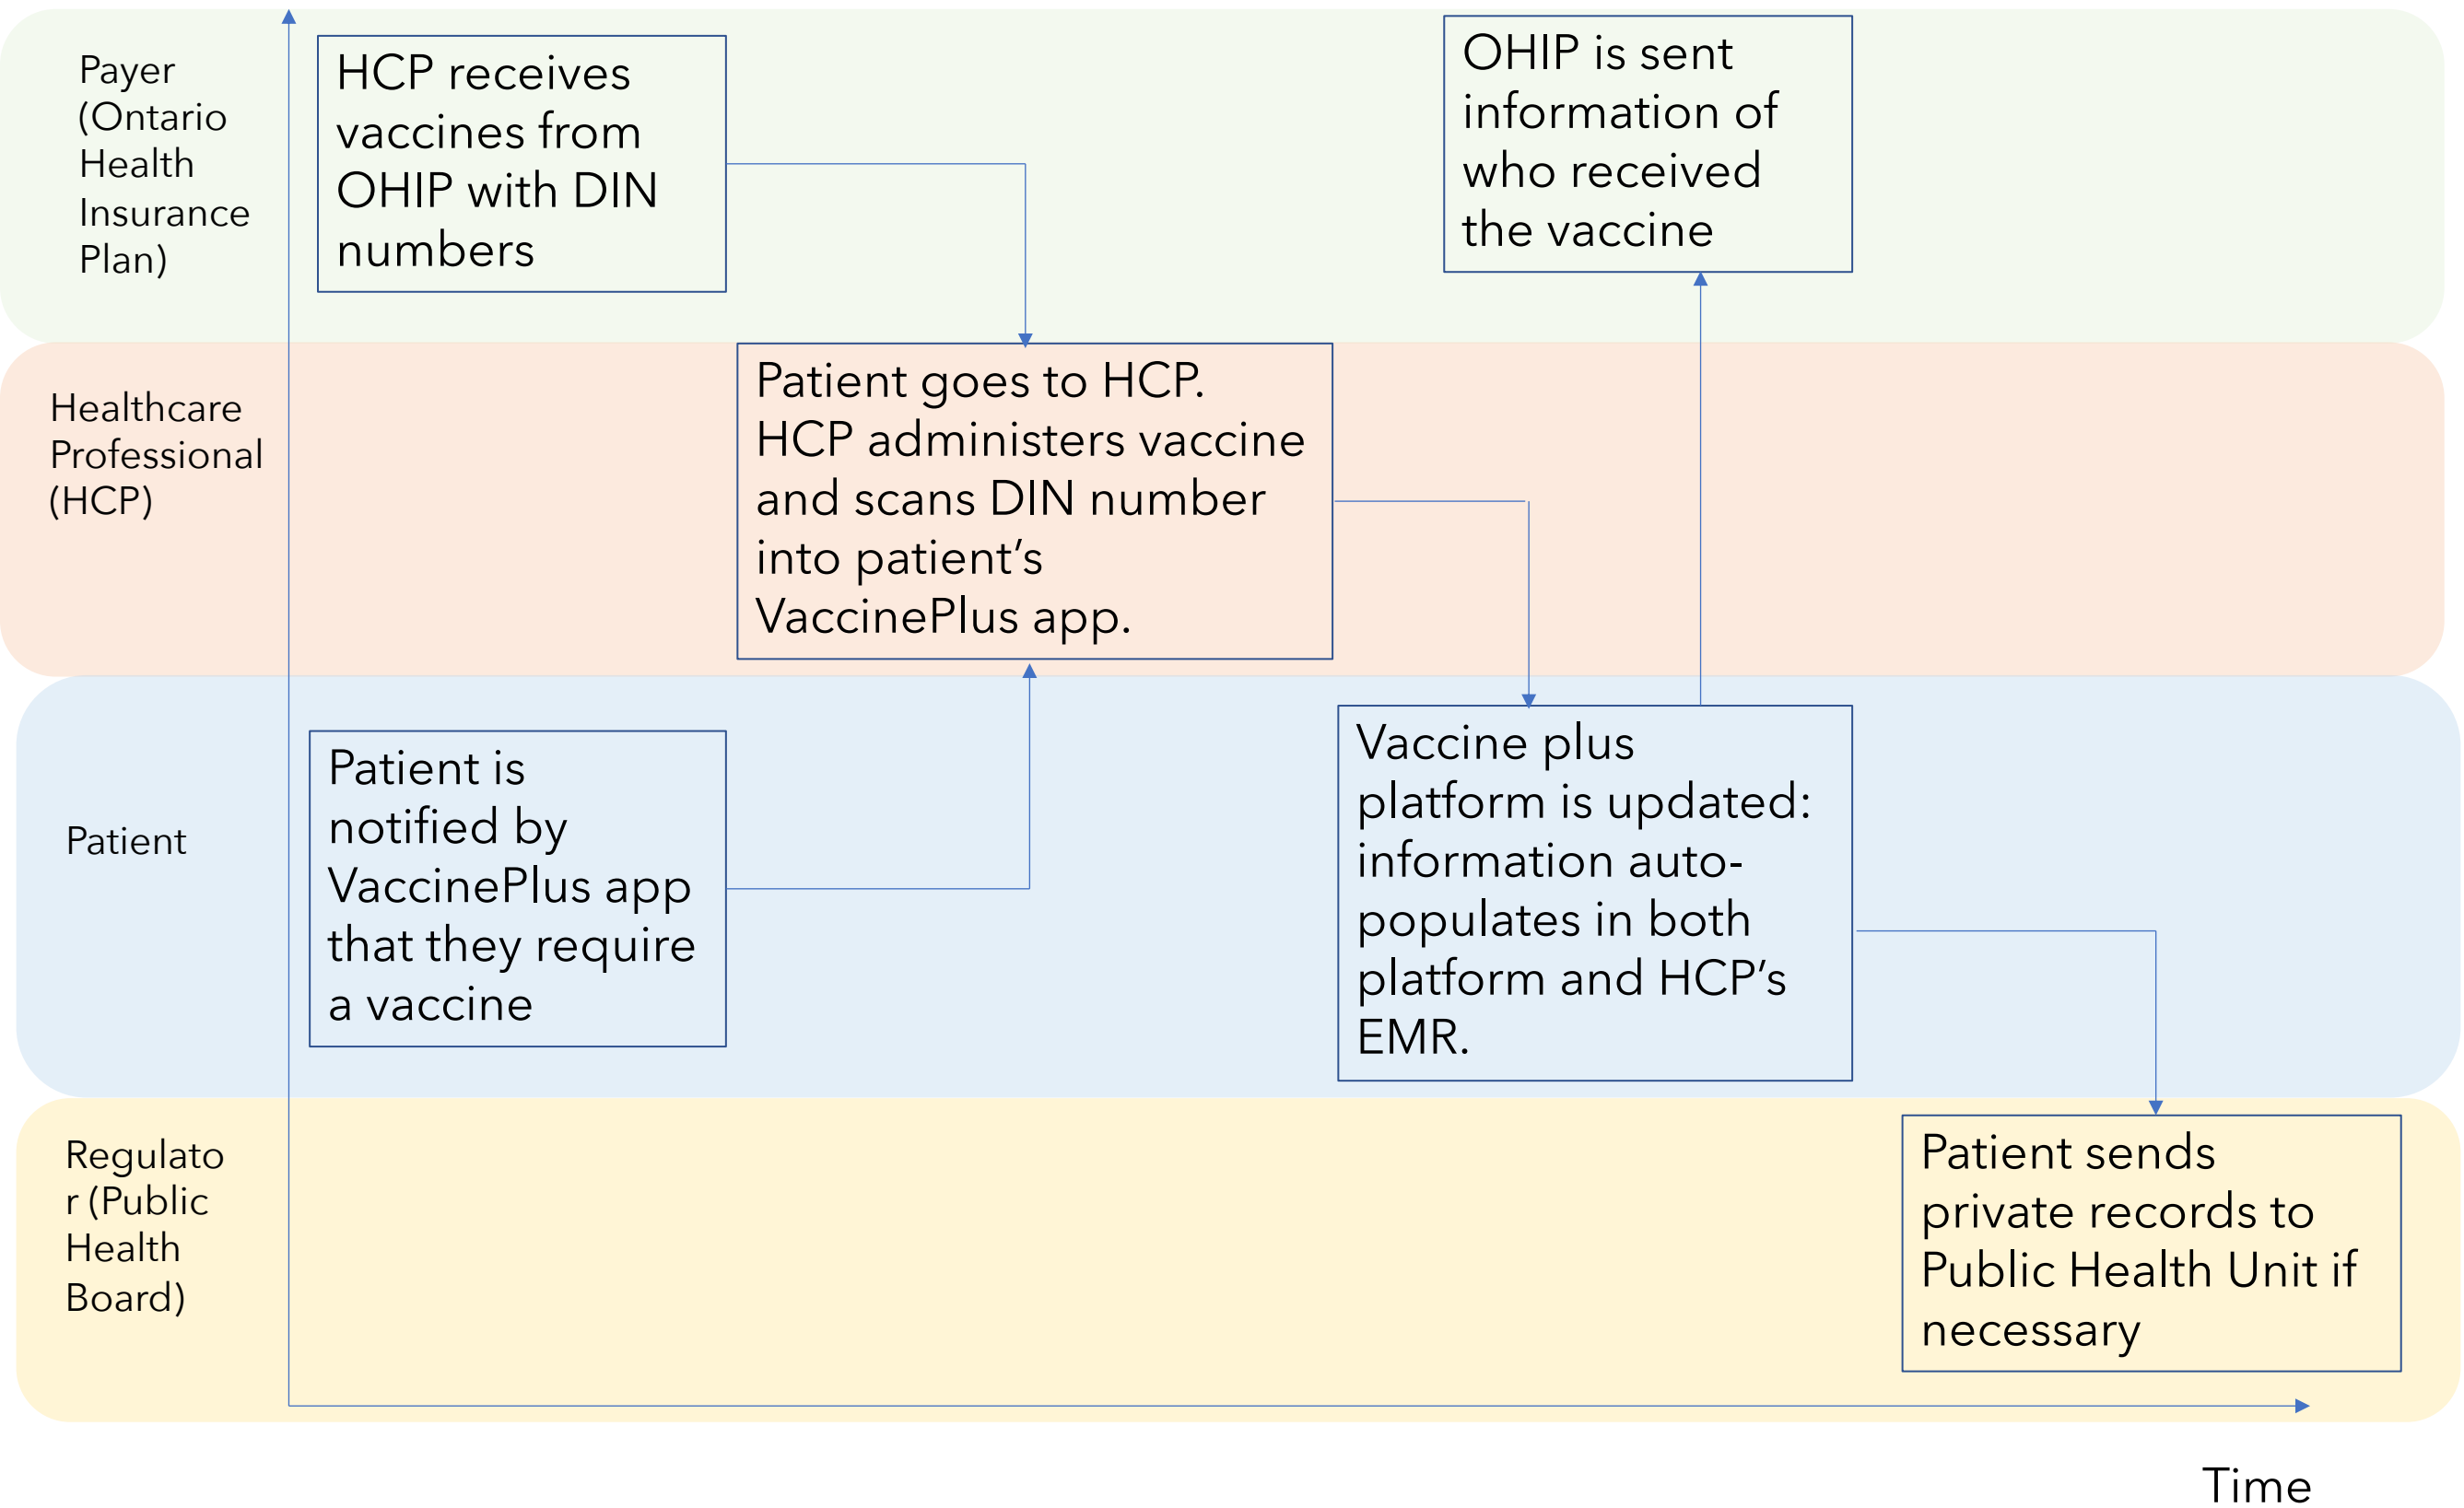 Payer
(Ontario
Health
Insurance
Plan)
HCP receives
vaccines from
OHIP with DIN
numbers
OHIP is sent
information of
who received
the vaccine
Healthcare
Professional
(HCP)
Patient goes to HCP.
HCP administers vaccine
and scans DIN number
into patient’s
VaccinePlus app.
Patient
Patient is
notified by
VaccinePlus app
that they require
a vaccine
Vaccine plus
platform is updated:
information auto-
populates in both
platform and HCP’s
EMR.
Regulato
r (Public
Health
Board)
Patient sends
private records to
Public Health Unit if
necessary
Time